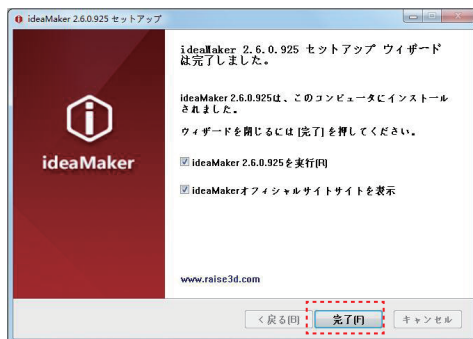 ideaMaker 2.6.0.925 セットアップ
ideaMaker 2.6.0.925 セットアップ ウィザード
は完了しました。
ideaMaker 2.6.0.925は、このコンピュータにインストール
されました。
ウィザードを閉じるには [完了] を押してください。
ideaMaker
ideaMaker 2.6.0.925を実行(R)
ideaMakerオフィシャルサイトサイトを表示
www.raise3d.com
< 戻る(B)
完了(F)
キャンセル